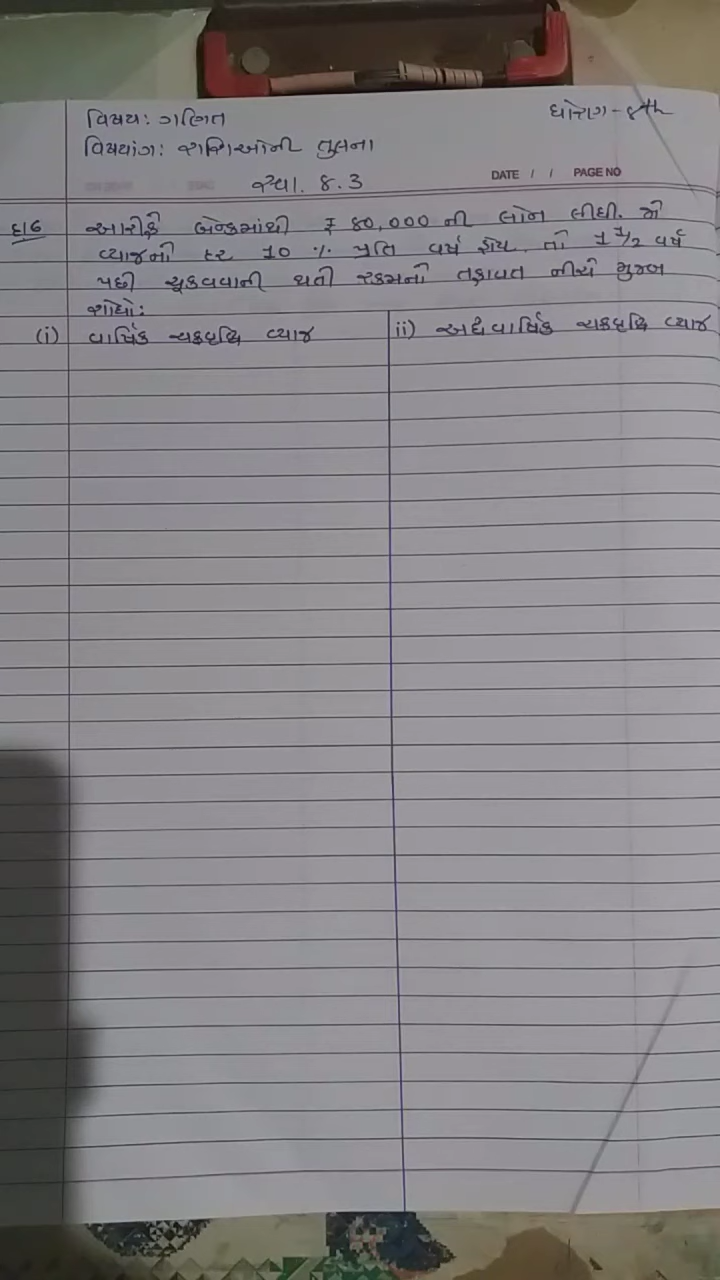 વિષય: ગણિત
ધોરણ - ૮th
વિષયાંગ: રાશિઓની તુલના
સ્વા. 8.3
DATE / / PAGE NO
દા6 આરીફે બેન્કમાંથી ₹ 80,000 ની લોન લીધી. જો
વ્યાજનો દર 10 % પ્રતિ વર્ષ હોય તો 1 1/2 વર્ષ
પછી ચૂકવવાની થતી રકમનો તફાવત નીચે મુજબ
શોધો:
(i) વાર્ષિક ચક્રવૃદ્ધિ વ્યાજ
ii) અર્ધવાર્ષિક ચક્રવૃદ્ધિ વ્યાજ